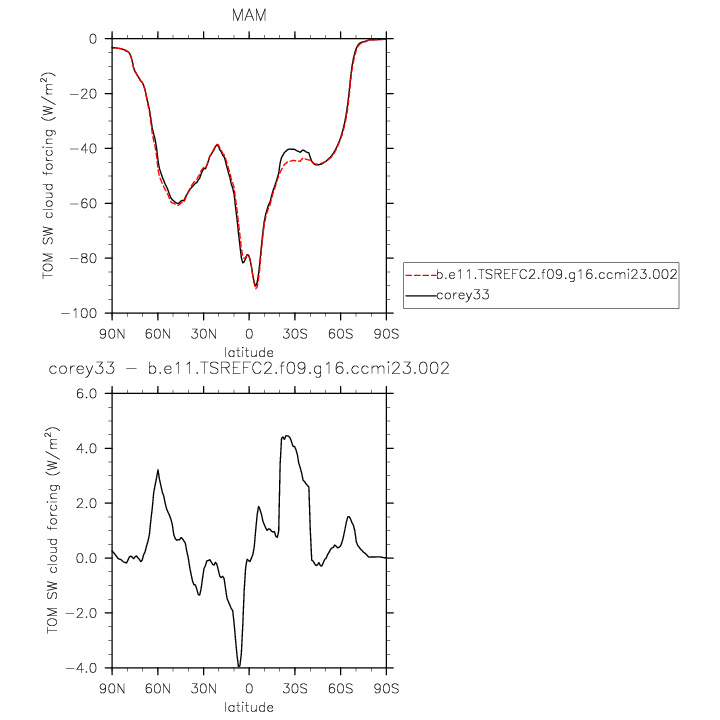 MAM
TOM SW cloud forcing (W/m²)
0
−20
−40
−60
−80
−100
90N 60N 30N 0 30S 60S 90S
latitude
b.e11.TSREFC2.f09.g16.ccmi23.002
corey33
corey33 − b.e11.TSREFC2.f09.g16.ccmi23.002
TOM SW cloud forcing (W/m²)
6.0
4.0
2.0
0.0
−2.0
−4.0
90N 60N 30N 0 30S 60S 90S
latitude